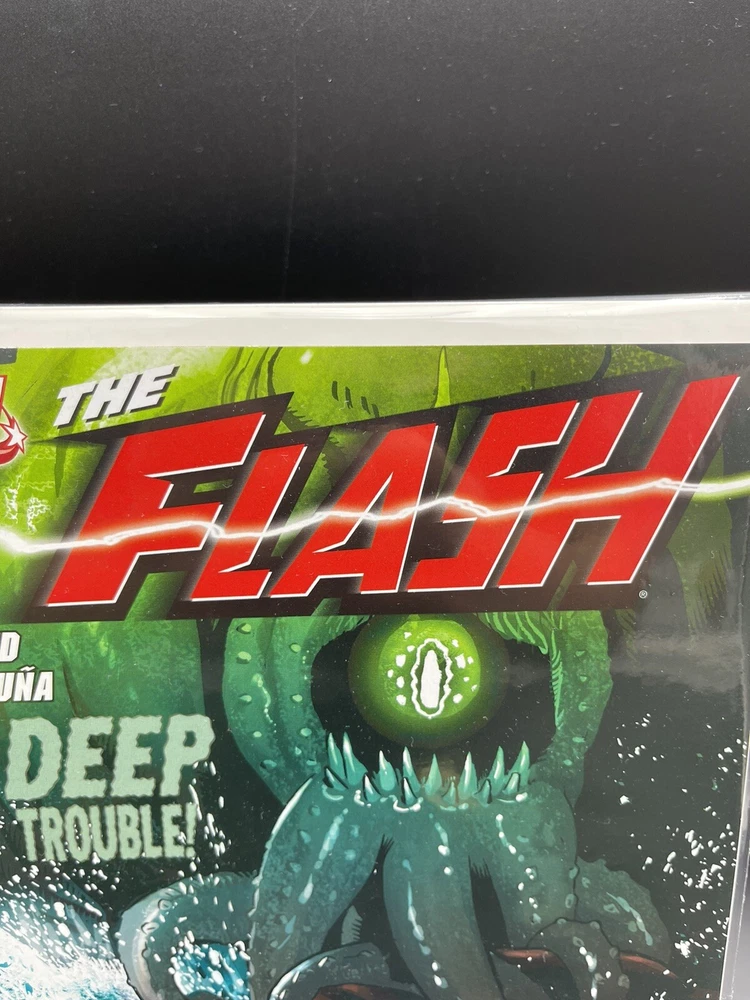 THE
FLASH
®
D
UÑA
DEEP
TROUBLE!